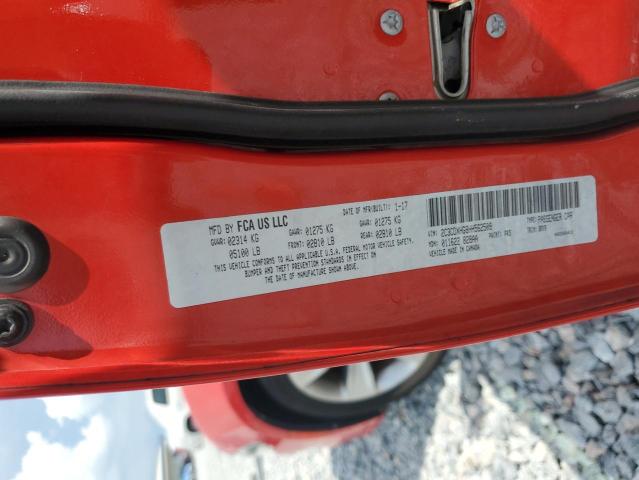 MFD BY FCA US LLC
DATE OF MFR(BUILT): 1-17
GVWR: 02314 KG
05100 LB
GAWR: 01275 KG
FRONT: 02810 LB
GAWR: 01275 KG
REAR: 02810 LB
THIS VEHICLE CONFORMS TO ALL APPLICABLE U.S.A. FEDERAL MOTOR VEHICLE SAFETY,
BUMPER AND THEFT PREVENTION STANDARDS IN EFFECT ON
THE DATE OF MANUFACTURE SHOWN ABOVE.
TYPE: PASSENGER CAR
PAINT: PR3
VEHICLE MADE IN CANADA